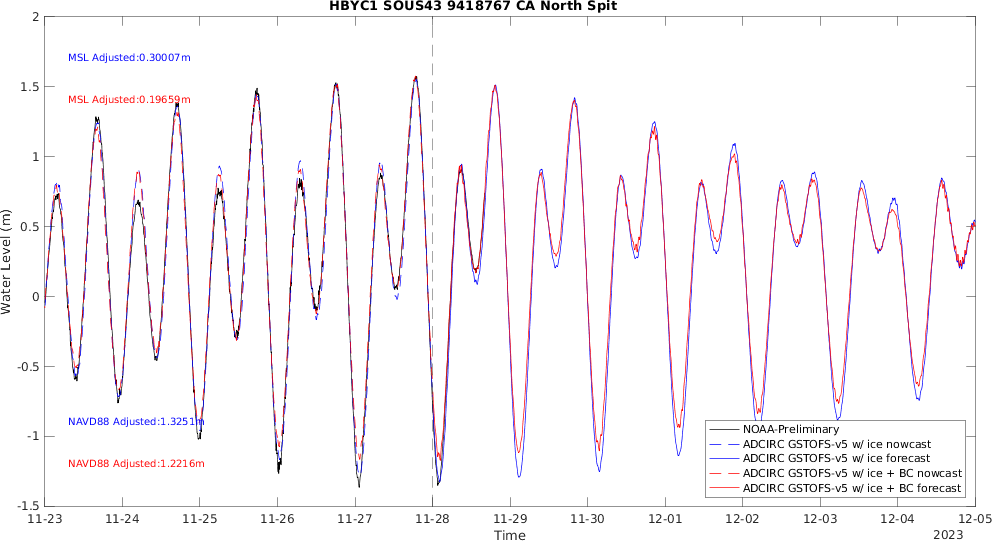 HBYC1 SOUS43 9418767 CA North Spit
2
1.5
1
0.5
0
-0.5
-1
-1.5
Water Level (m)
MSL Adjusted:0.30007m
MSL Adjusted:0.19659m
NAVD88 Adjusted:1.3251m
NAVD88 Adjusted:1.2216m
NOAA-Preliminary
ADCIRC GSTOFS-v5 w/ ice nowcast
ADCIRC GSTOFS-v5 w/ ice forecast
ADCIRC GSTOFS-v5 w/ ice + BC nowcast
ADCIRC GSTOFS-v5 w/ ice + BC forecast
11-23 11-24 11-25 11-26 11-27 11-28 11-29 11-30 12-01 12-02 12-03 12-04 12-05
Time
2023